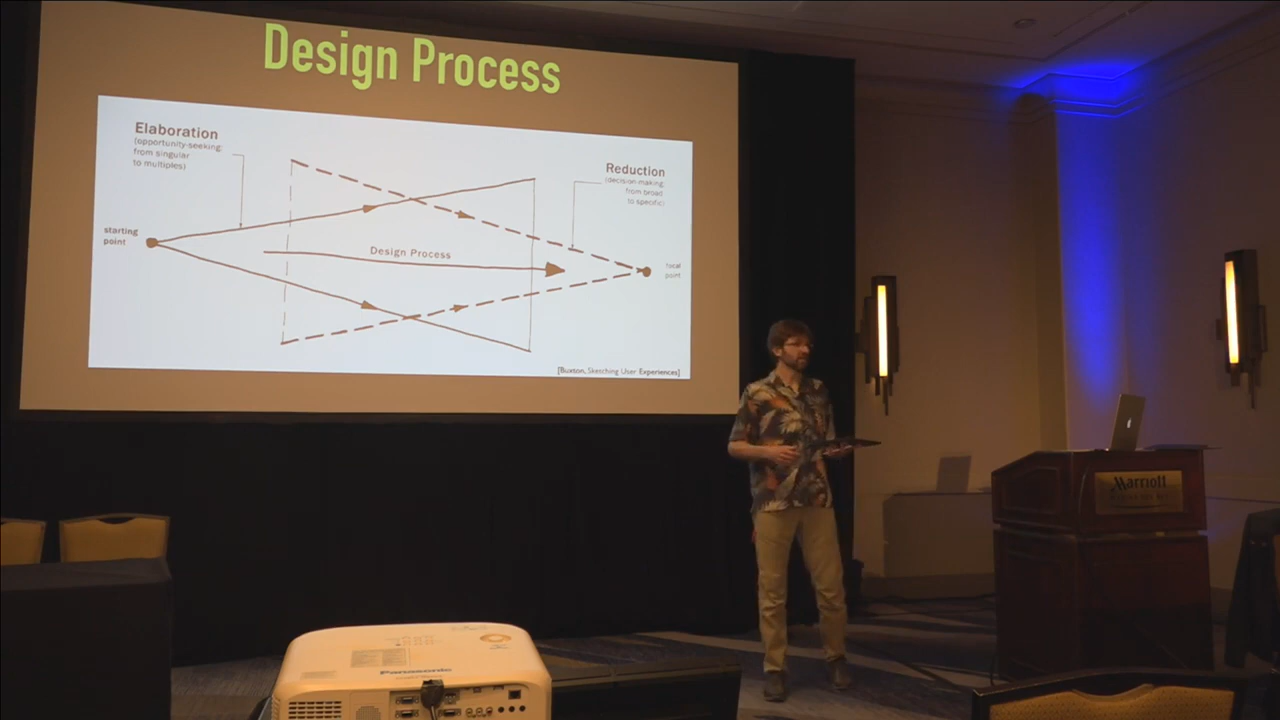 Design Process
Elaboration
(opportunity-seeking:
from singular
to multiples)
Reduction
(decision-making:
from broad
to specific)
starting
point
Design Process
focal
point
[Buxton, Sketching User Experiences]
Marriott
Panasonic